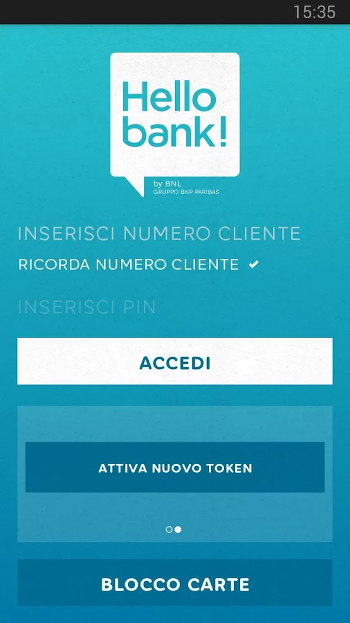 15:35
Hello
bank!
by BNL
GRUPPO BNP PARIBAS
INSERISCI NUMERO CLIENTE
RICORDA NUMERO CLIENTE
INSERISCI PIN
ACCEDI
ATTIVA NUOVO TOKEN
BLOCCO CARTE